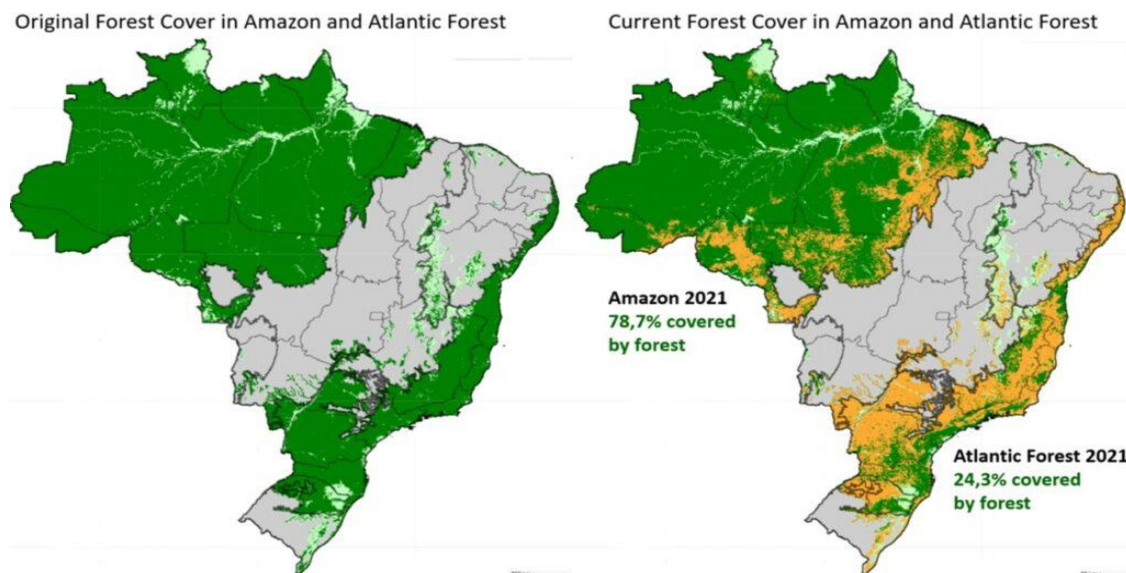 Original Forest Cover in Amazon and Atlantic Forest
Current Forest Cover in Amazon and Atlantic Forest
Amazon 2021
78,7% covered
by forest
Atlantic Forest 2021
24,3% covered
by forest